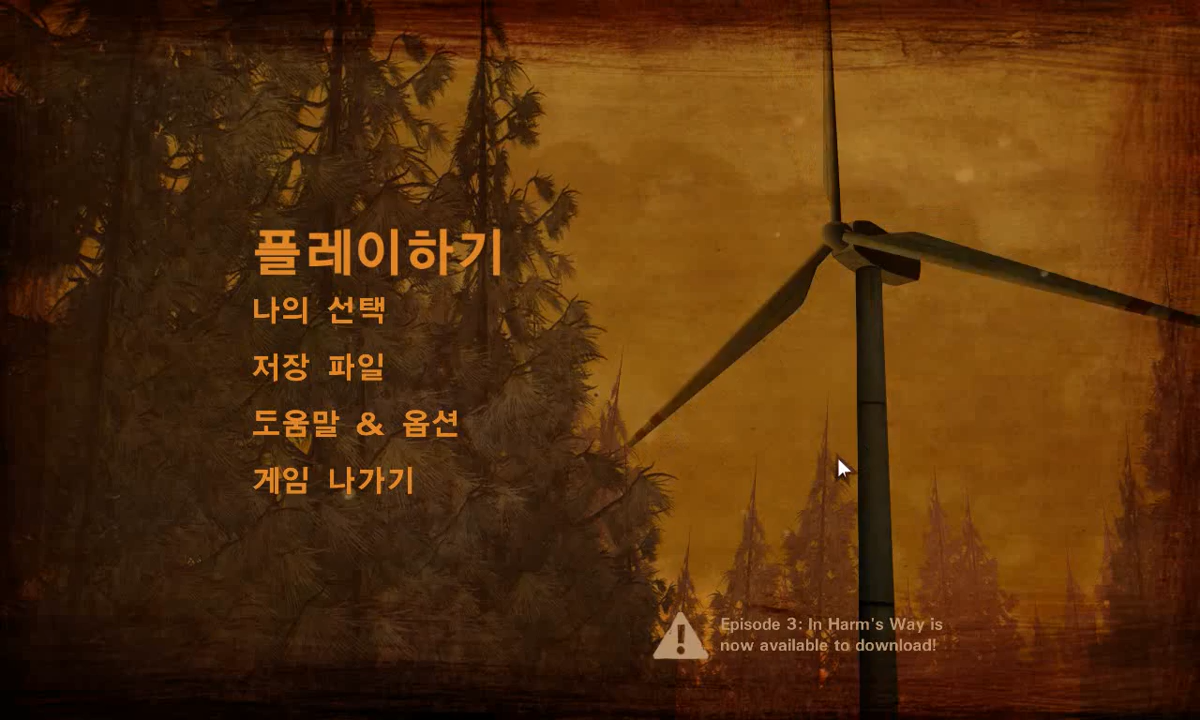 플레이하기
나의 선택
저장 파일
도움말 & 옵션
게임 나가기
Episode 3: In Harm's Way is
now available to download!